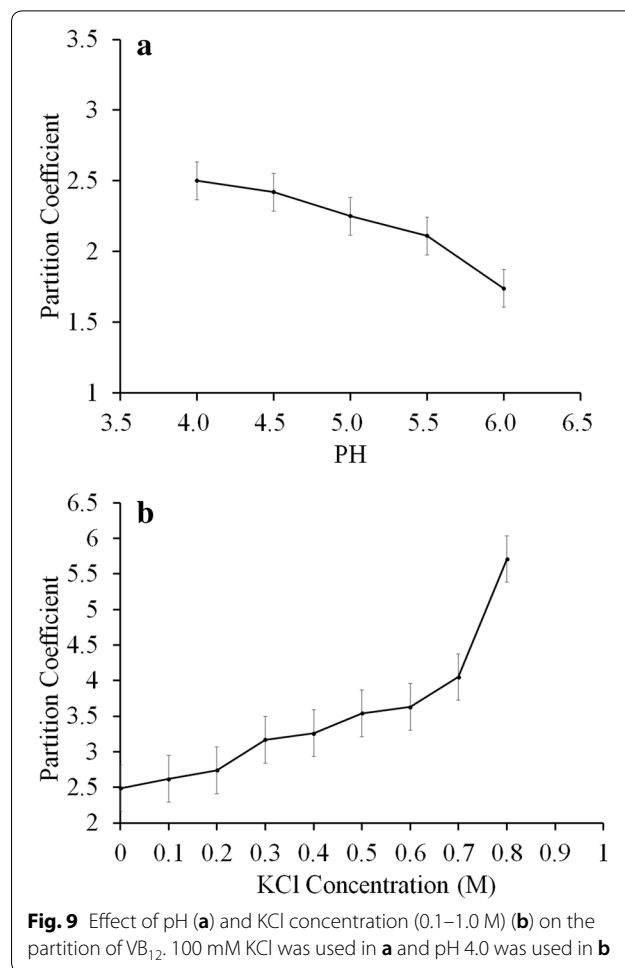 a
3.5
3
2.5
2
1.5
1
Partition Coefficient
3.5 4.0 4.5 5.0 5.5 6.0 6.5
PH
b
6.5
6
5.5
5
4.5
4
3.5
3
2.5
2
Partition Coefficient
0 0.1 0.2 0.3 0.4 0.5 0.6 0.7 0.8 0.9 1
KCl Concentration (M)
Fig. 9 Effect of pH (a) and KCl concentration (0.1–1.0 M) (b) on the
partition of VB₁₂. 100 mM KCl was used in a and pH 4.0 was used in b